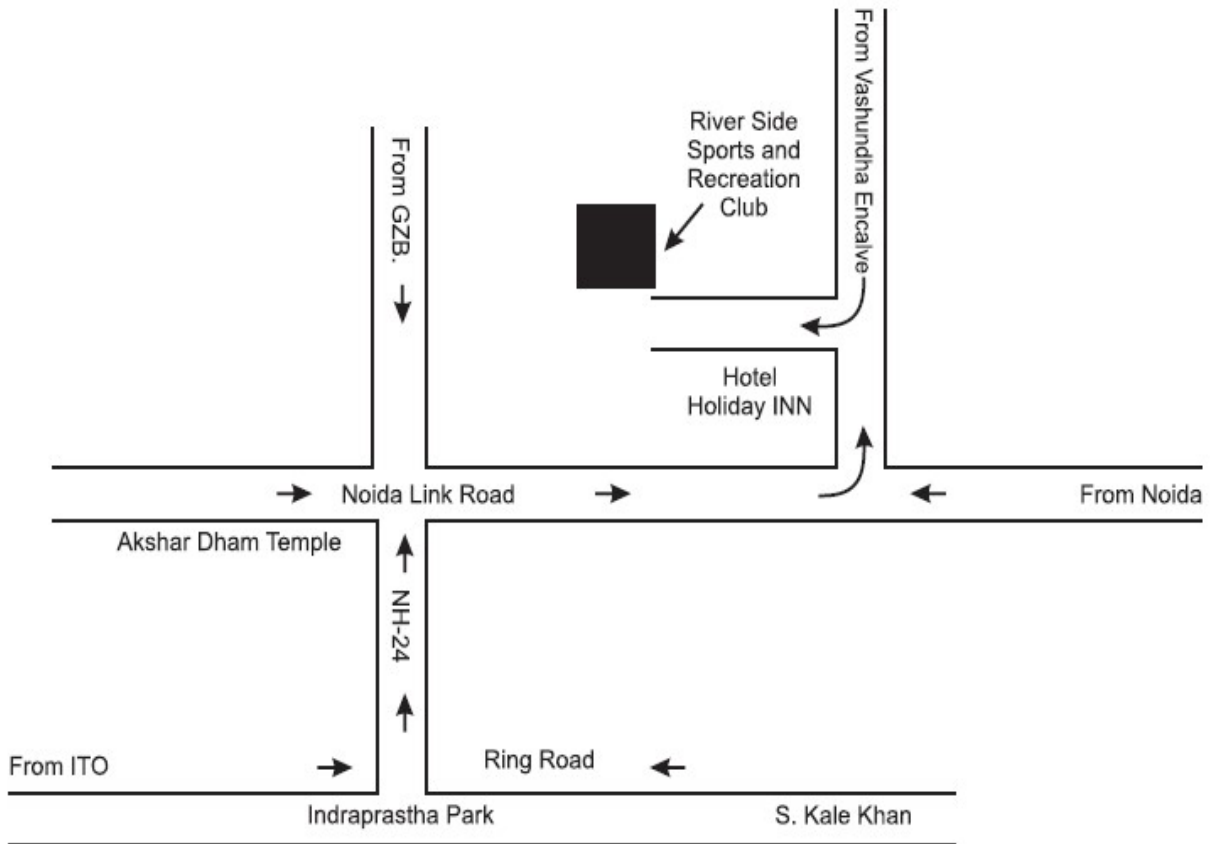 From Vashundha Encalve
River Side
Sports and
Recreation
Club
From GZB.
Hotel
Holiday INN
Noida Link Road
From Noida
Akshar Dham Temple
NH-24
From ITO
Ring Road
Indraprastha Park
S. Kale Khan